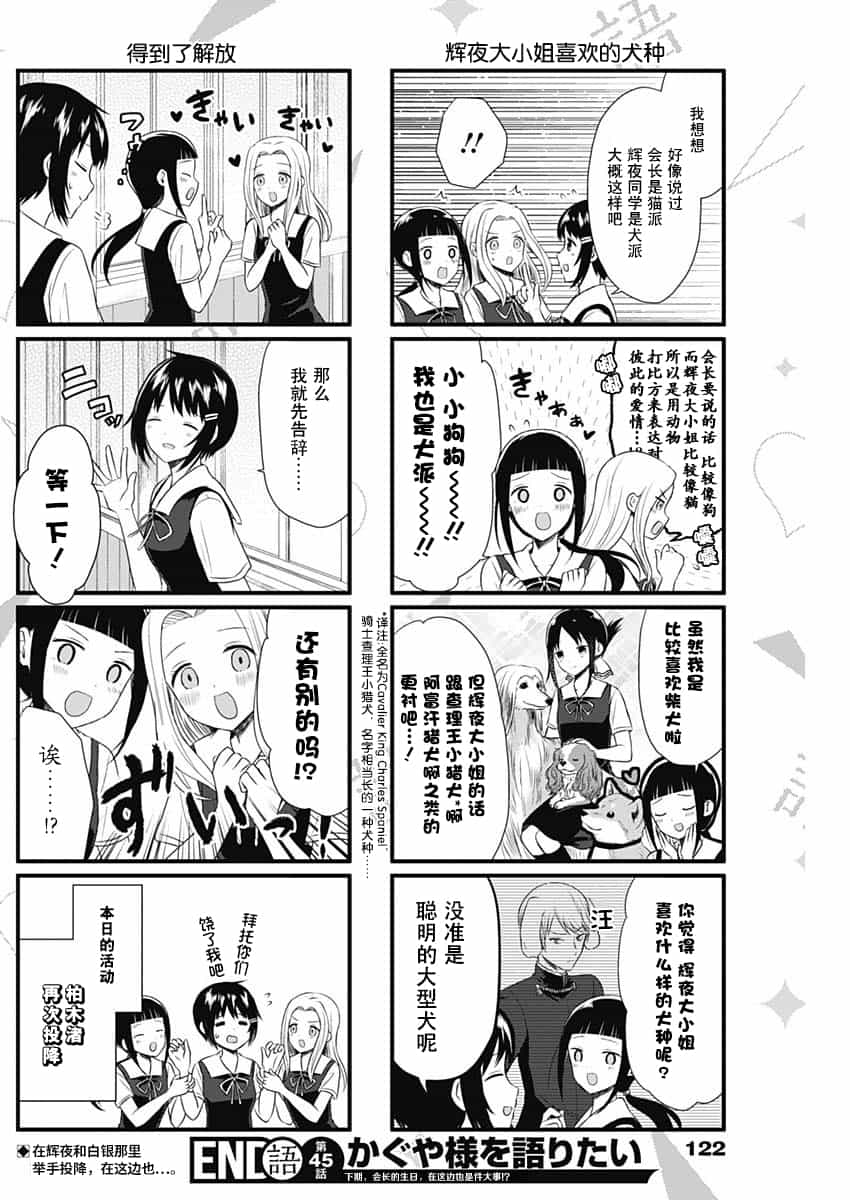 辉夜大小姐喜欢的犬种
我想想
好像说过
会长是猫派
辉夜同学是犬派
大概这样吧
!!
会长要说的话 比较像狗
而辉夜大小姐比较像猫
所以是用动物
打比方来表达对
彼此的爱情…!?
きゃあぁ
小 小狗狗~~~~!!
我也是犬派~~~~!!
虽然我是
比较喜欢柴犬啦
但辉夜大小姐的话
跟查理王小猎犬*啊
阿富汗猎犬啊之类的
更衬吧…!
*译注:全名为Cavalier King Charles Spaniel,
骑士查理王小猎犬，名字相当长的一种犬种……
你觉得 辉夜大小姐
喜欢什么样的犬种呢?
汪
没准是
聪明的大型犬呢
得到了解放
きゃい
きゃい
那么
我就先告辞……
ニコッ
等一下!
还有别的吗!?
诶……!?
拜托你们
饶了我吧
本日的活动
柏木渚
再次投降
在辉夜和白银那里
举手投降，在这边也…。
END
語
第45話
かぐや様を語りたい
下期，会长的生日，在这边也是件大事!?
122